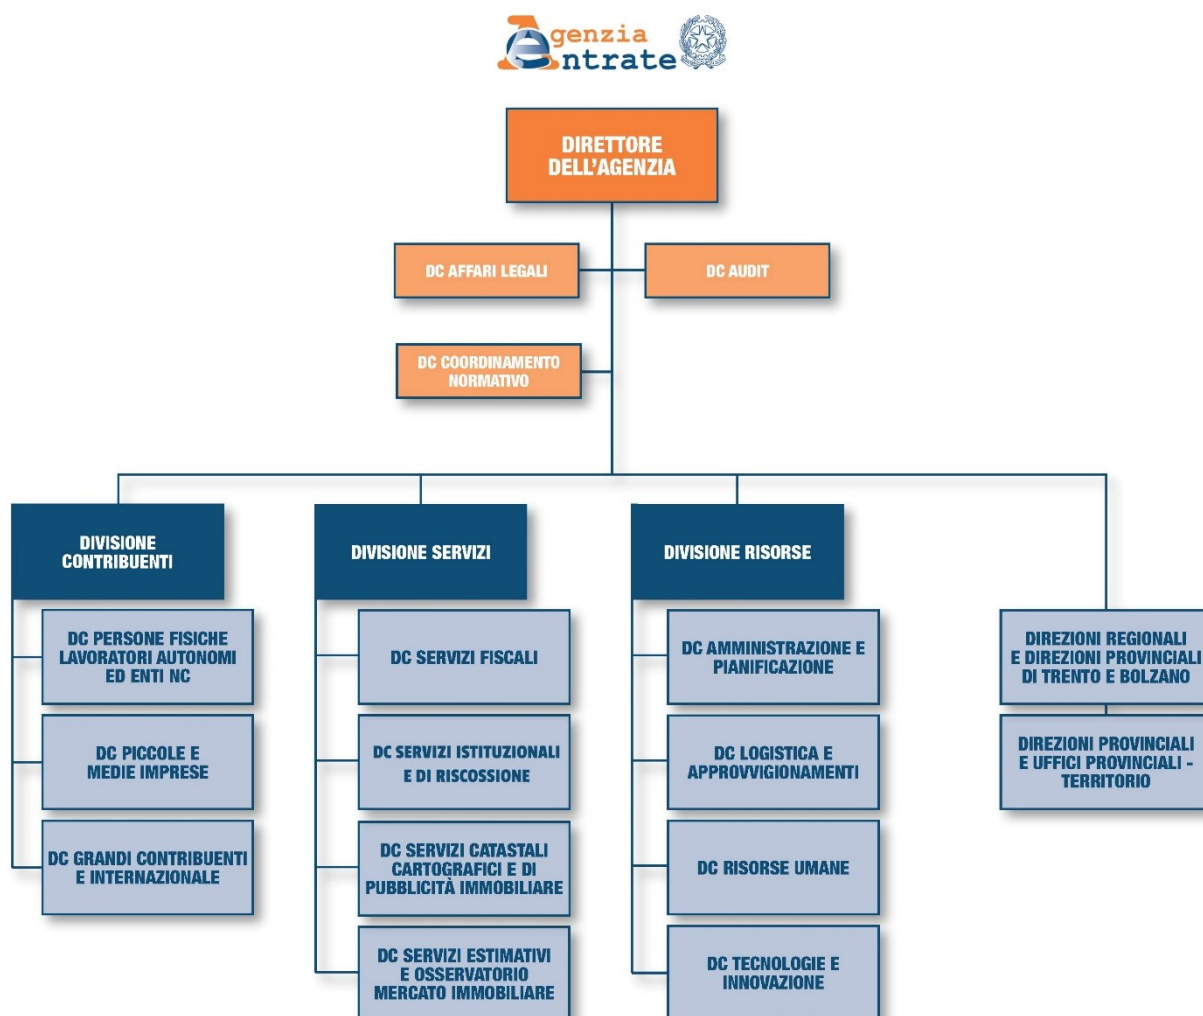 Agenzia
Entrate
DIRETTORE
DELL'AGENZIA
DC AFFARI LEGALI
DC AUDIT
DC COORDINAMENTO
NORMATIVO
DIVISIONE
CONTRIBUENTI
DC PERSONE FISICHE
LAVORATORI AUTONOMI
ED ENTI NC
DC PICCOLE E
MEDIE IMPRESE
DC GRANDI CONTRIBUENTI
E INTERNAZIONALE
DIVISIONE SERVIZI
DC SERVIZI FISCALI
DC SERVIZI ISTITUZIONALI
E DI RISCOSSIONE
DC SERVIZI CATASTALI
CARTOGRAFICI E DI
PUBBLICITÀ IMMOBILIARE
DC SERVIZI ESTIMATIVI
E OSSERVATORIO
MERCATO IMMOBILIARE
DIVISIONE RISORSE
DC AMMINISTRAZIONE E
PIANIFICAZIONE
DC LOGISTICA E
APPROVVIGIONAMENTI
DC RISORSE UMANE
DC TECNOLOGIE E
INNOVAZIONE
DIREZIONI REGIONALI
E DIREZIONI PROVINCIALI
DI TRENTO E BOLZANO
DIREZIONI PROVINCIALI
E UFFICI PROVINCIALI -
TERRITORIO